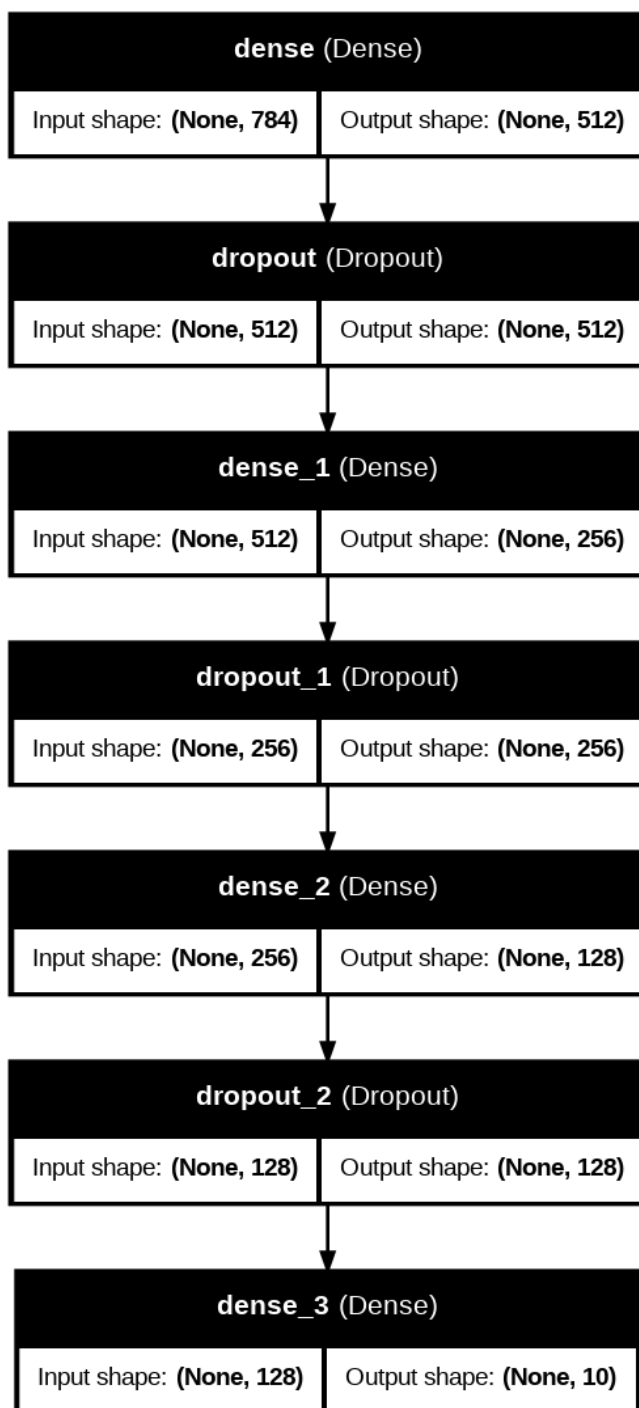 dense (Dense)
Input shape: (None, 784) Output shape: (None, 512)
dropout (Dropout)
Input shape: (None, 512) Output shape: (None, 512)
dense_1 (Dense)
Input shape: (None, 512) Output shape: (None, 256)
dropout_1 (Dropout)
Input shape: (None, 256) Output shape: (None, 256)
dense_2 (Dense)
Input shape: (None, 256) Output shape: (None, 128)
dropout_2 (Dropout)
Input shape: (None, 128) Output shape: (None, 128)
dense_3 (Dense)
Input shape: (None, 128) Output shape: (None, 10)